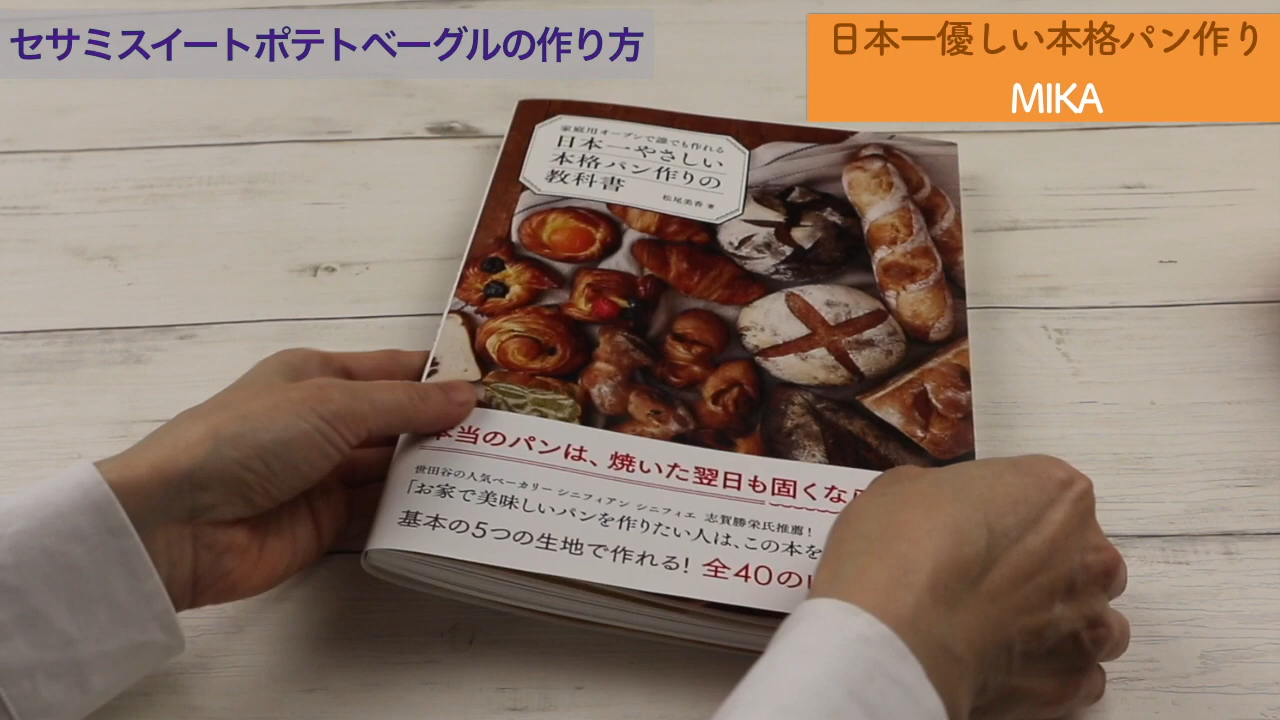 セサミスイートポテトベーグルの作り方
日本一優しい本格パン作り
MIKA
家庭用オーブンで誰でも作れる
日本一やさしい
本格パン作りの
教科書
松尾美香 著
本当のパンは、焼いた翌日も固くな
世田谷の人気ベーカリー シニフィアン シニフィエ 志賀勝栄氏推薦!
「お家で美味しいパンを作りたい人は、この本を
基本の5つの生地で作れる! 全40の